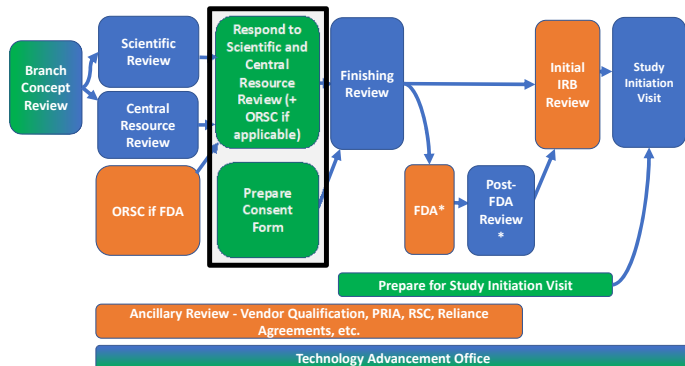 Branch
Concept
Review
Scientific
Review
Central
Resource
Review
ORSC if FDA
Respond to
Scientific and
Central
Resource
Review (+
ORSC if
applicable)
Prepare
Consent
Form
Finishing
Review
FDA*
Post-
FDA
Review
*
Initial
IRB
Review
Study
Initiation
Visit
Prepare for Study Initiation Visit
Ancillary Review - Vendor Qualification, PRIA, RSC, Reliance
Agreements, etc.
Technology Advancement Office